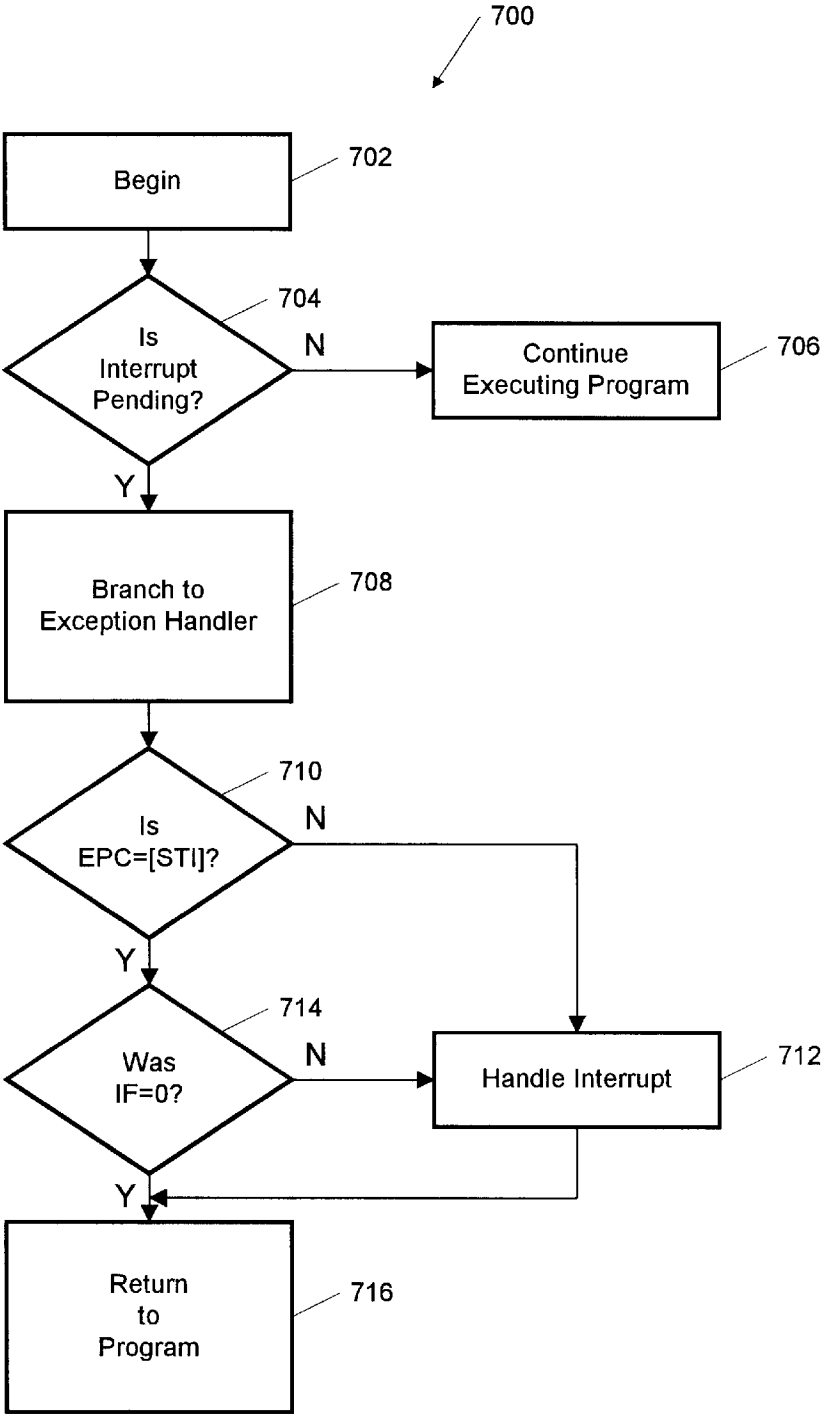 700
Begin
702
Is
Interrupt
Pending?
704
N
Continue
Executing Program
706
Y
Branch to
Exception Handler
708
Is
EPC=[STI]?
710
N
Y
Was
IF=0?
714
N
Handle Interrupt
712
Y
Return
to
Program
716